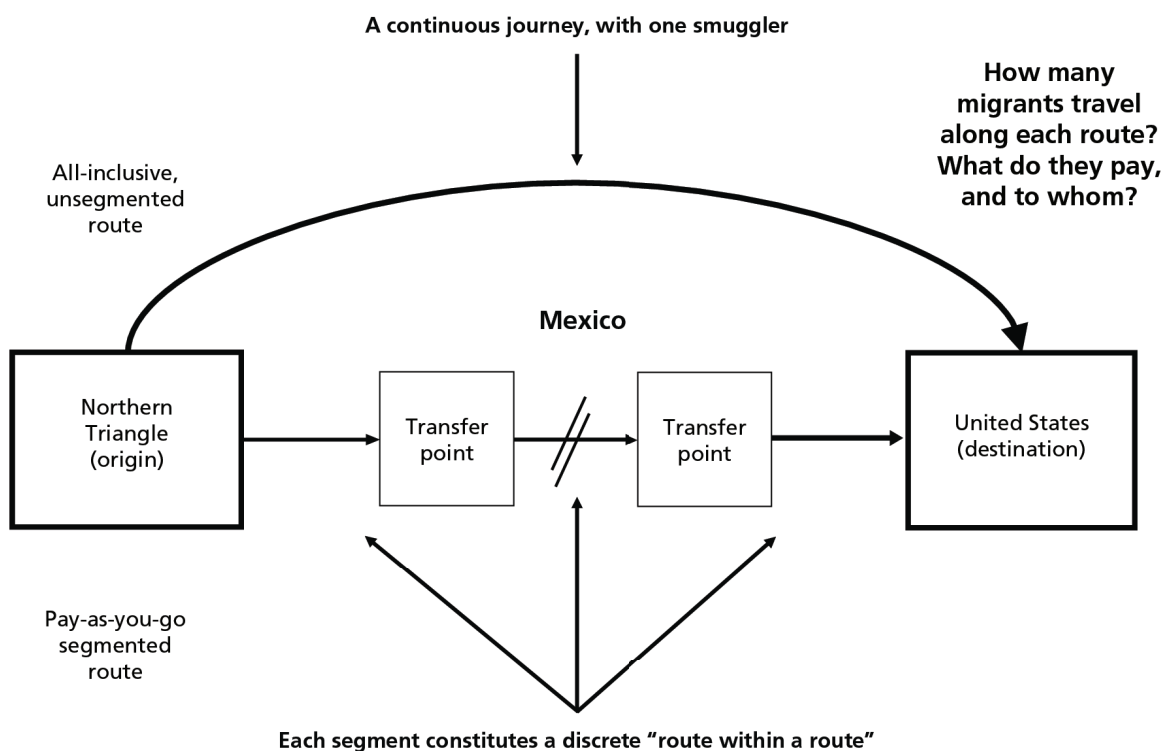 A continuous journey, with one smuggler
How many
migrants travel
along each route?
What do they pay,
and to whom?
All-inclusive,
unsegmented
route
Mexico
Northern
Triangle
(origin)
Transfer
point
Transfer
point
United States
(destination)
Pay-as-you-go
segmented
route
Each segment constitutes a discrete “route within a route”